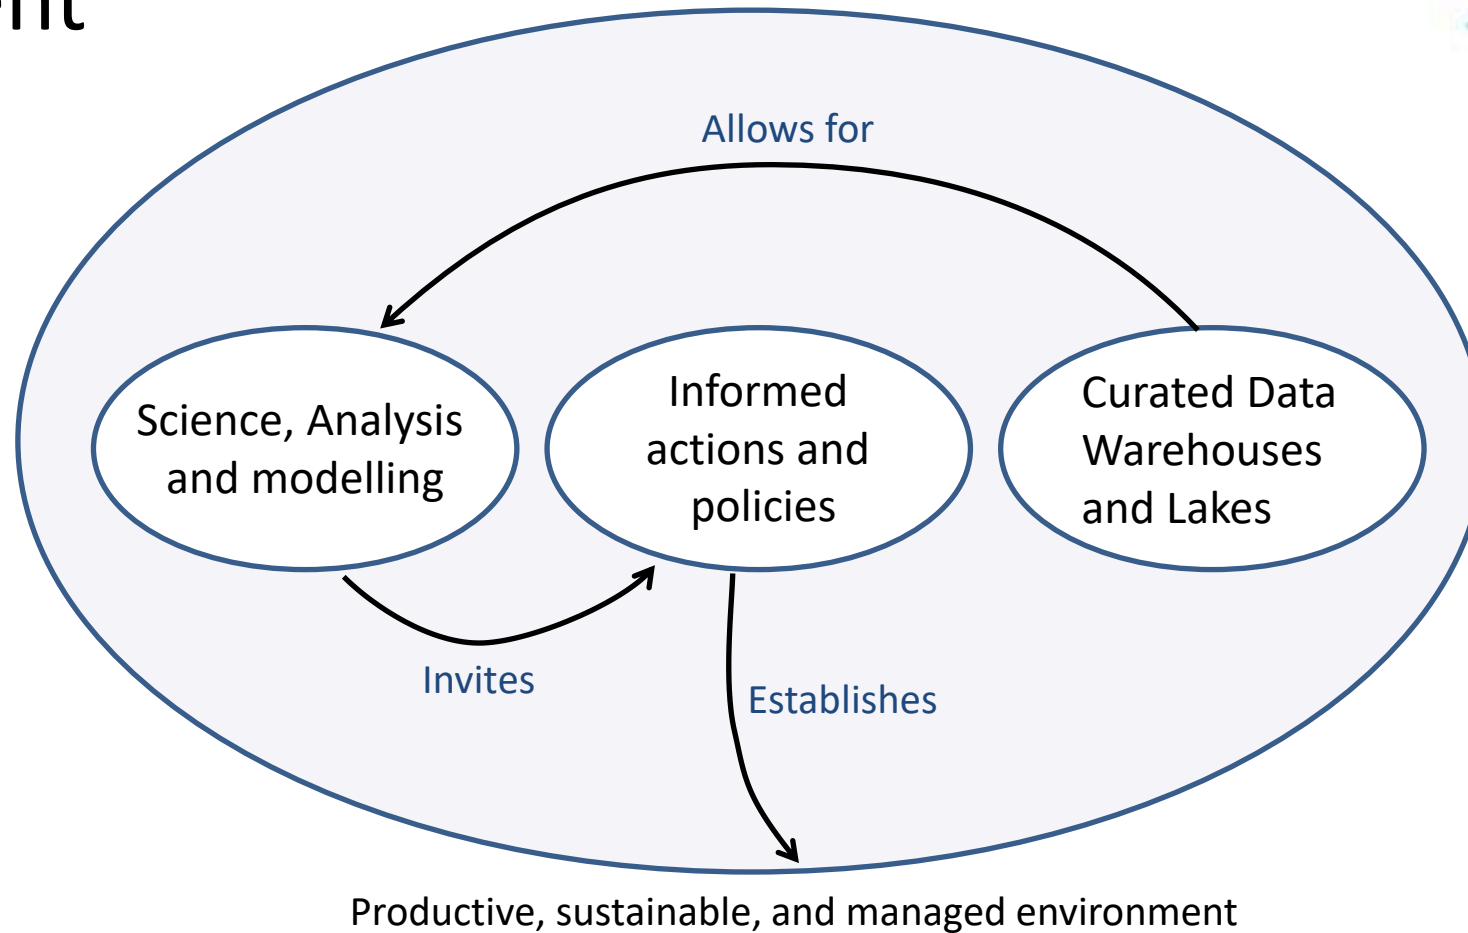 Allows for
Science, Analysis
and modelling
Informed
actions and
policies
Curated Data
Warehouses
and Lakes
Invites
Establishes
Productive, sustainable, and managed environment